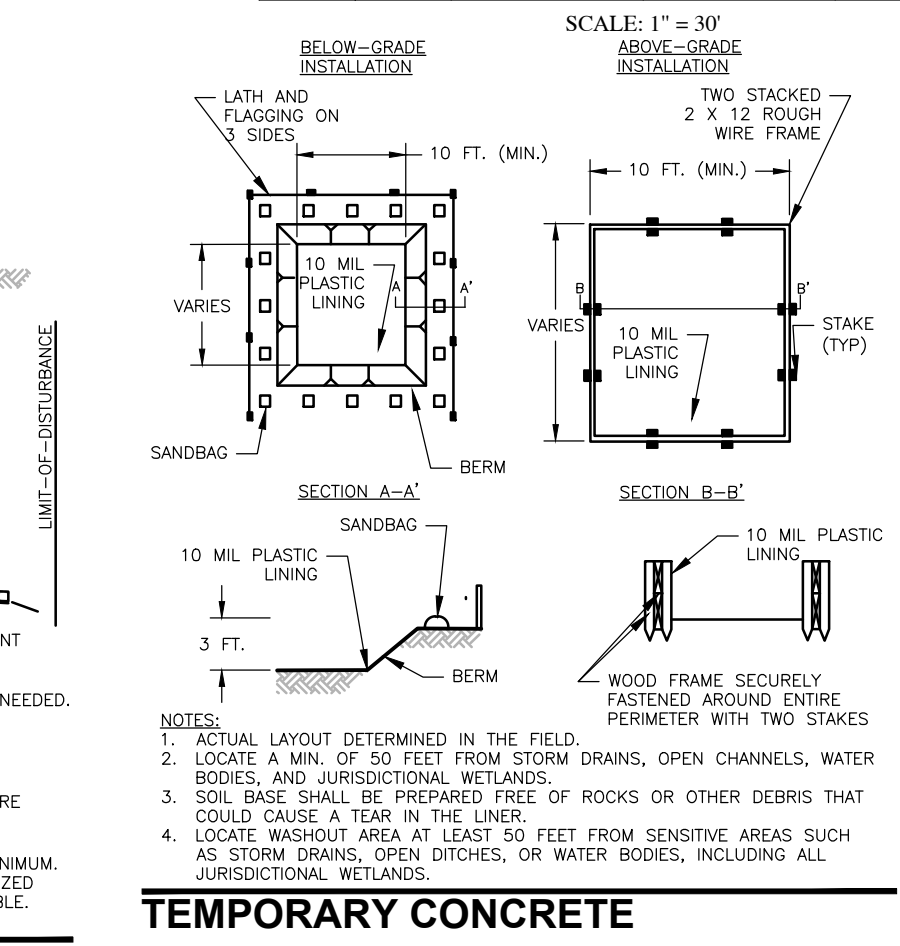 SCALE: 1" = 30'
BELOW-GRADE
INSTALLATION
LATH AND
FLAGGING ON
3 SIDES
10 FT. (MIN.)
10 MIL
PLASTIC
LINING
A
A'
VARIES
SANDBAG
BERM
ABOVE-GRADE
INSTALLATION
TWO STACKED
2 X 12 ROUGH
WIRE FRAME
10 FT. (MIN.)
B
B'
VARIES
10 MIL
PLASTIC
LINING
STAKE
(TYP)
SECTION A-A'
SANDBAG
10 MIL PLASTIC
LINING
3 FT.
BERM
SECTION B-B'
10 MIL PLASTIC
LINING
WOOD FRAME SECURELY
FASTENED AROUND ENTIRE
PERIMETER WITH TWO STAKES
NOTES:
1. ACTUAL LAYOUT DETERMINED IN THE FIELD.
2. LOCATE A MIN. OF 50 FEET FROM STORM DRAINS, OPEN CHANNELS, WATER
BODIES, AND JURISDICTIONAL WETLANDS.
3. SOIL BASE SHALL BE PREPARED FREE OF ROCKS OR OTHER DEBRIS THAT
COULD CAUSE A TEAR IN THE LINER.
4. LOCATE WASHOUT AREA AT LEAST 50 FEET FROM SENSITIVE AREAS SUCH
AS STORM DRAINS, OPEN DITCHES, OR WATER BODIES, INCLUDING ALL
JURISDICTIONAL WETLANDS.
TEMPORARY CONCRETE
LIMIT-OF-DISTURBANCE
NT
NEEDED.
RE
NIMUM.
ZED
BLE.